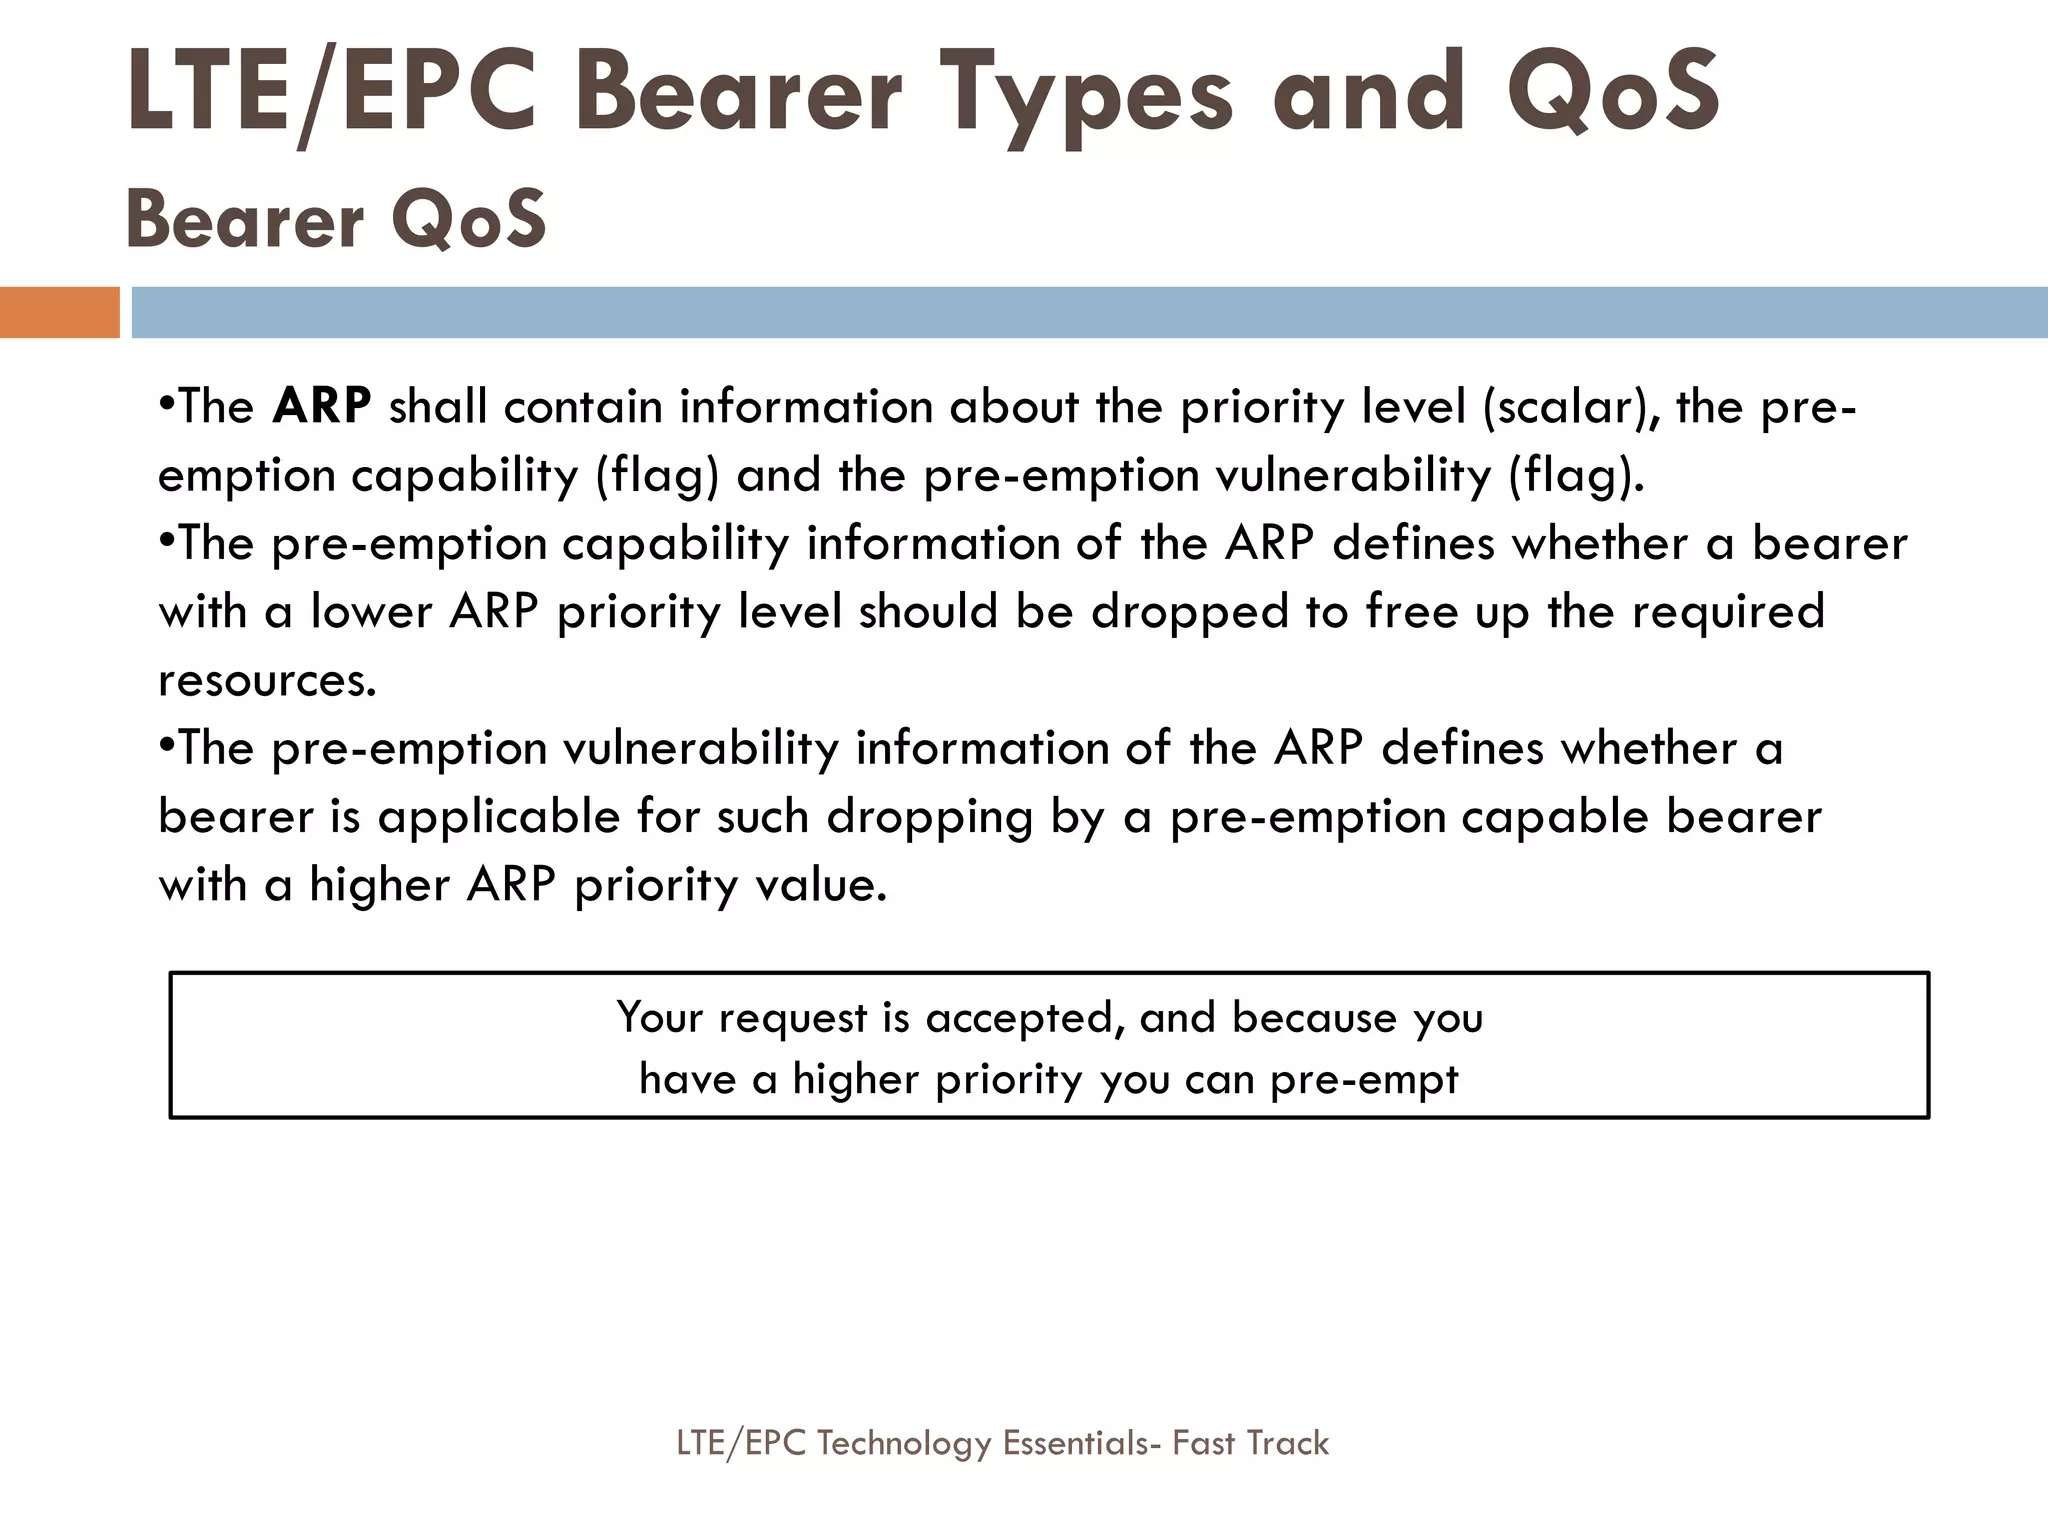 LTE/EPC Bearer Types and QoS
Bearer QoS
•The ARP shall contain information about the priority level (scalar), the pre-
emption capability (flag) and the pre-emption vulnerability (flag).
•The pre-emption capability information of the ARP defines whether a bearer
with a lower ARP priority level should be dropped to free up the required
resources.
•The pre-emption vulnerability information of the ARP defines whether a
bearer is applicable for such dropping by a pre-emption capable bearer
with a higher ARP priority value.
Your request is accepted, and because you
have a higher priority you can pre-empt
LTE/EPC Technology Essentials- Fast Track